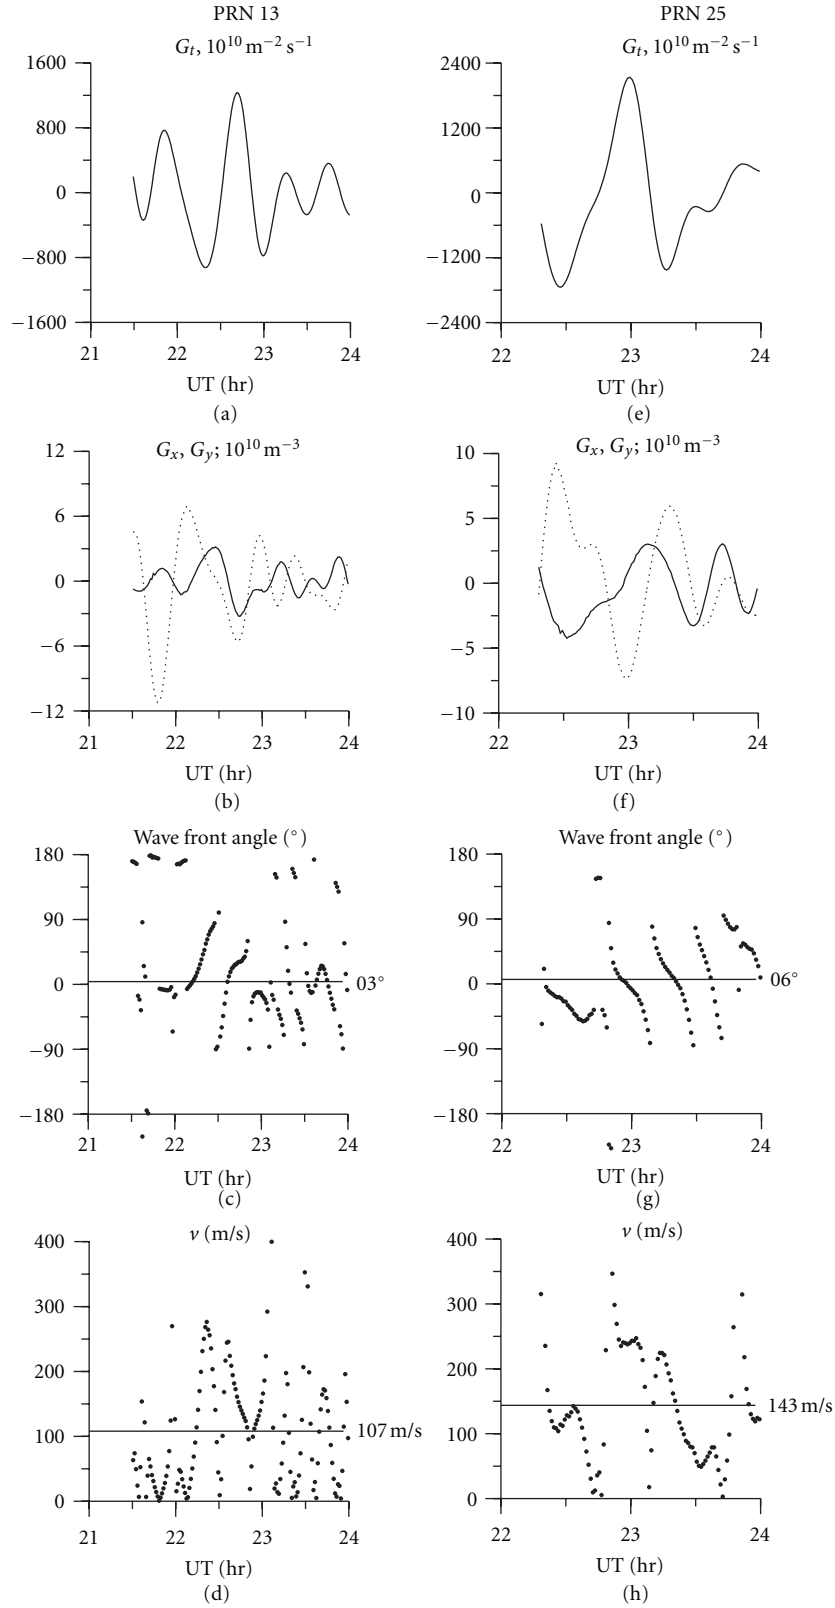 PRN 13
G_t, 10^10 m^−2 s^−1
1600
800
0
−800
−1600
21 22 23 24
UT (hr)
(a)
G_x, G_y; 10^10 m^−3
12
6
0
−6
−12
21 22 23 24
UT (hr)
(b)
Wave front angle (°)
180
90
0
−90
−180
03°
21 22 23 24
UT (hr)
(c)
v (m/s)
400
300
200
100
0
107 m/s
21 22 23 24
UT (hr)
(d)
PRN 25
G_t, 10^10 m^−2 s^−1
2400
1200
0
−1200
−2400
22 23 24
UT (hr)
(e)
G_x, G_y; 10^10 m^−3
10
5
0
−5
−10
22 23 24
UT (hr)
(f)
Wave front angle (°)
180
90
0
−90
−180
06°
22 23 24
UT (hr)
(g)
v (m/s)
400
300
200
100
0
143 m/s
22 23 24
UT (hr)
(h)